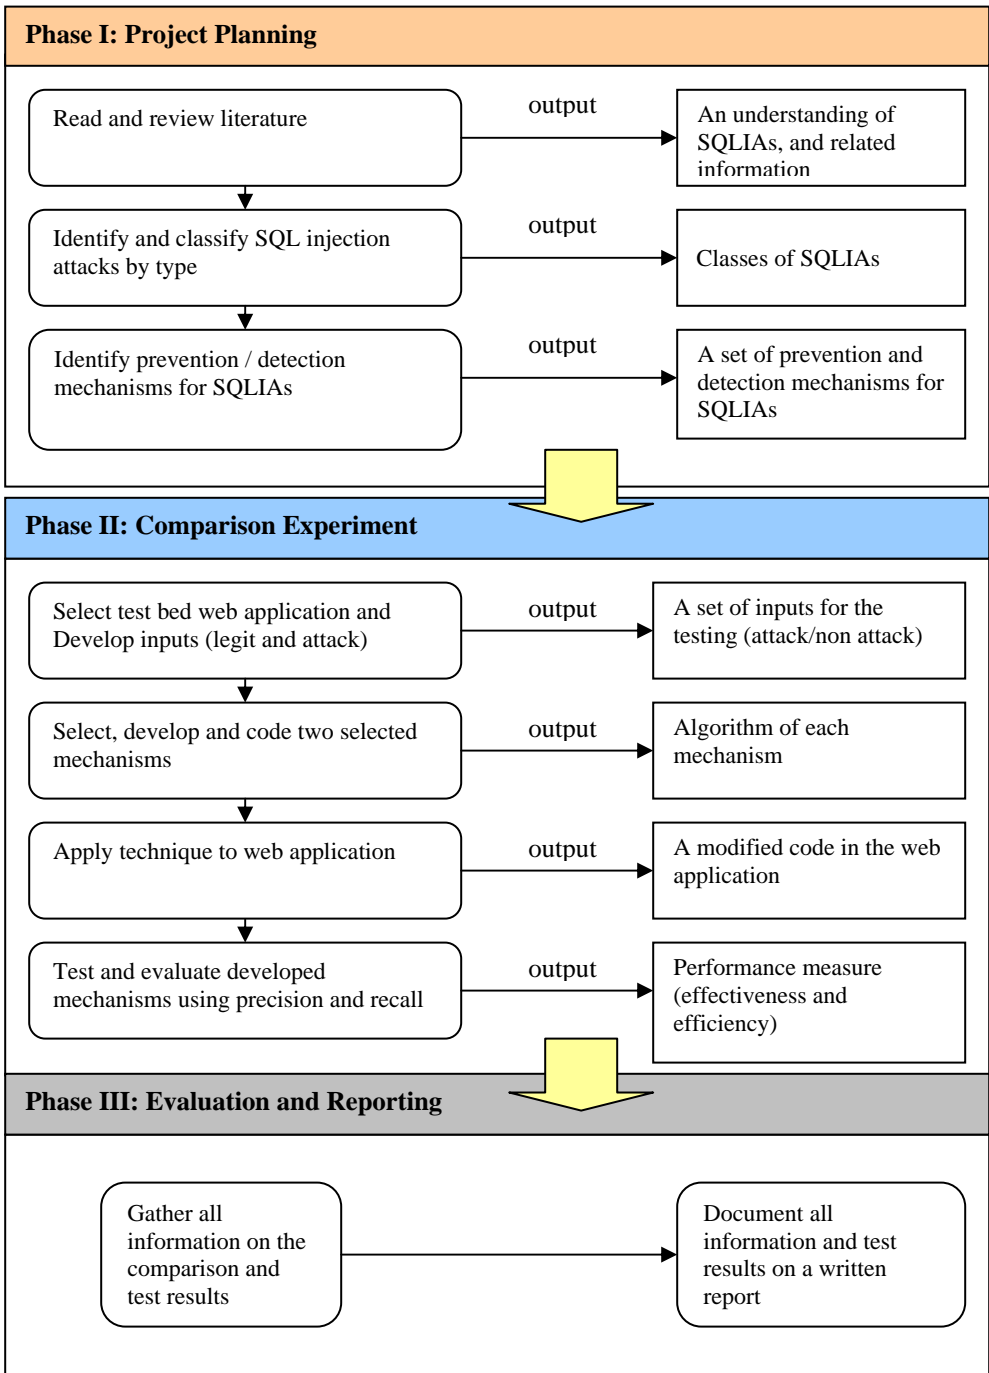 Phase I: Project Planning
Read and review literature
output
An understanding of
SQLIAs, and related
information
Identify and classify SQL injection
attacks by type
output
Classes of SQLIAs
Identify prevention / detection
mechanisms for SQLIAs
output
A set of prevention and
detection mechanisms for
SQLIAs
Phase II: Comparison Experiment
Select test bed web application and
Develop inputs (legit and attack)
output
A set of inputs for the
testing (attack/non attack)
Select, develop and code two selected
mechanisms
output
Algorithm of each
mechanism
Apply technique to web application
output
A modified code in the web
application
Test and evaluate developed
mechanisms using precision and recall
output
Performance measure
(effectiveness and
efficiency)
Phase III: Evaluation and Reporting
Gather all
information on the
comparison and
test results
Document all
information and test
results on a written
report